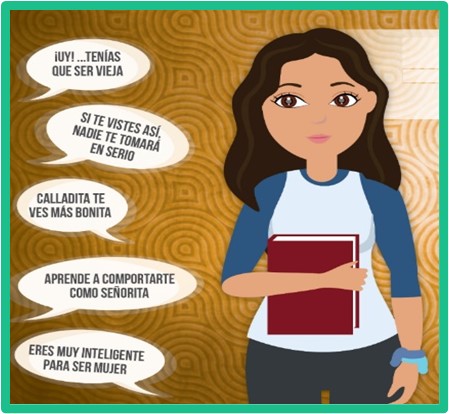 ¡UY! ...TENÍAS
QUE SER VIEJA
SI TE VISTES ASÍ,
NADIE TE TOMARÁ
EN SERIO
CALLADITA TE
VES MÁS BONITA
APRENDE A COMPORTARTE
COMO SEÑORITA
ERES MUY INTELIGENTE
PARA SER MUJER